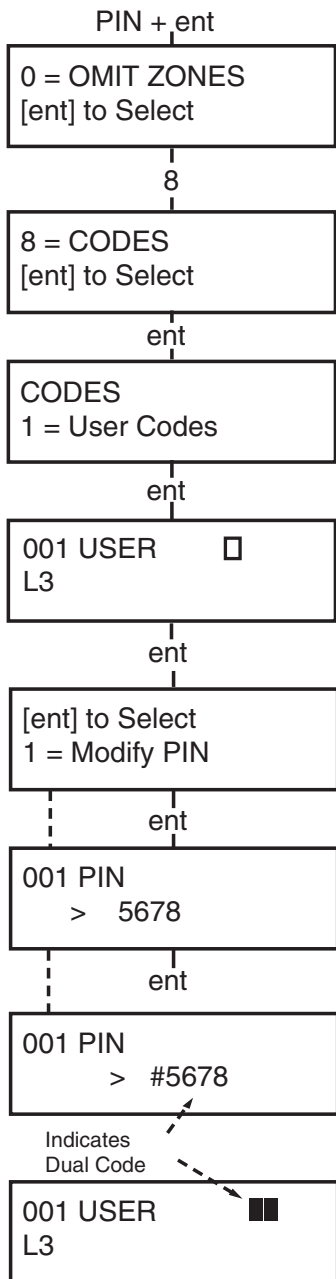 PIN + ent
0 = OMIT ZONES
[ent] to Select
8
8 = CODES
[ent] to Select
ent
CODES
1 = User Codes
ent
001 USER
L3
ent
[ent] to Select
1 = Modify PIN
ent
001 PIN
> 5678
ent
001 PIN
> #5678
Indicates
Dual Code
001 USER
L3